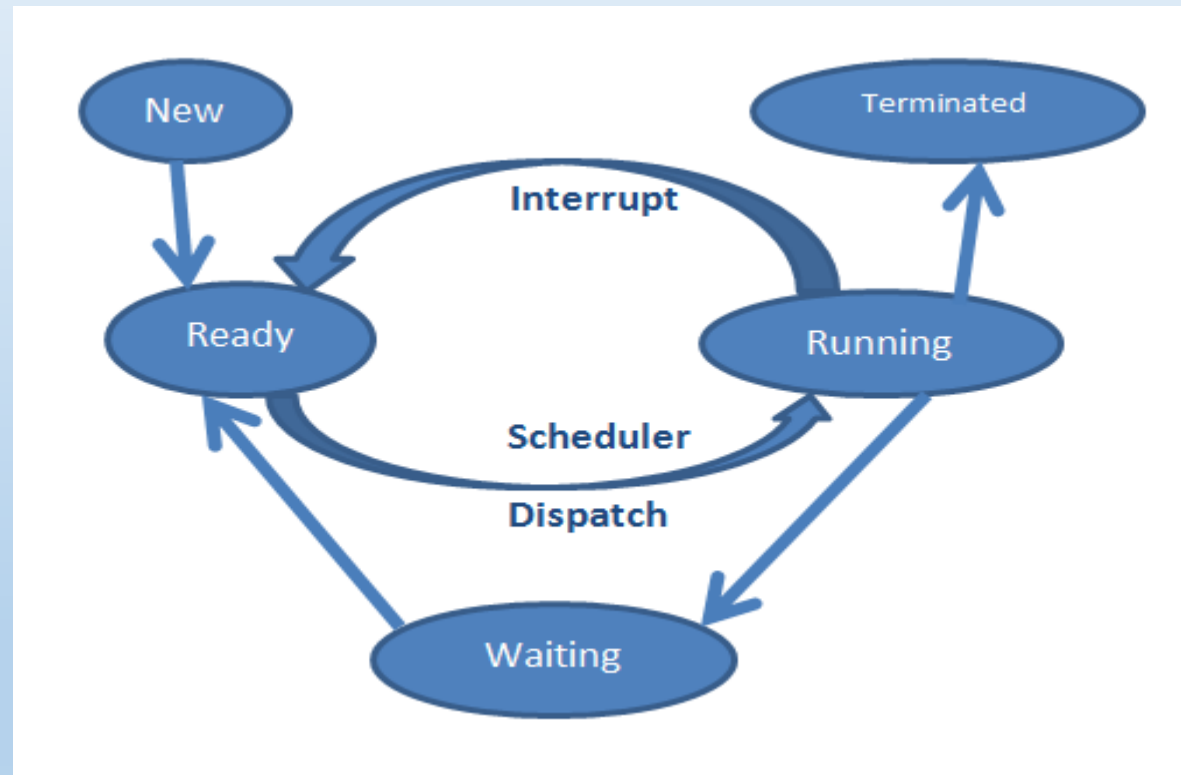 New
Terminated
Interrupt
Ready
Running
Scheduler
Dispatch
Waiting